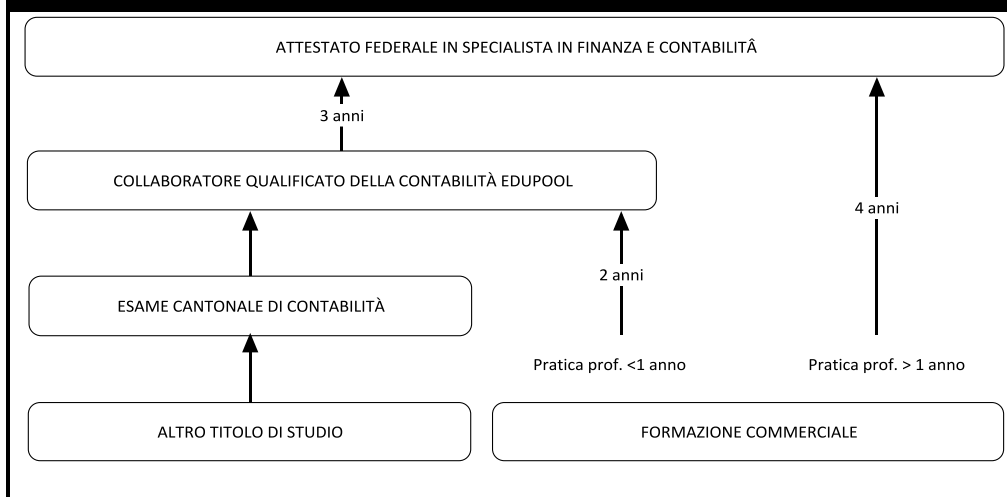 ATTESTATO FEDERALE IN SPECIALISTA IN FINANZA E CONTABILITÂ
3 anni
COLLABORATORE QUALIFICATO DELLA CONTABILITÀ EDUPOOL
4 anni
2 anni
ESAME CANTONALE DI CONTABILITÀ
Pratica prof. <1 anno
Pratica prof. > 1 anno
ALTRO TITOLO DI STUDIO
FORMAZIONE COMMERCIALE